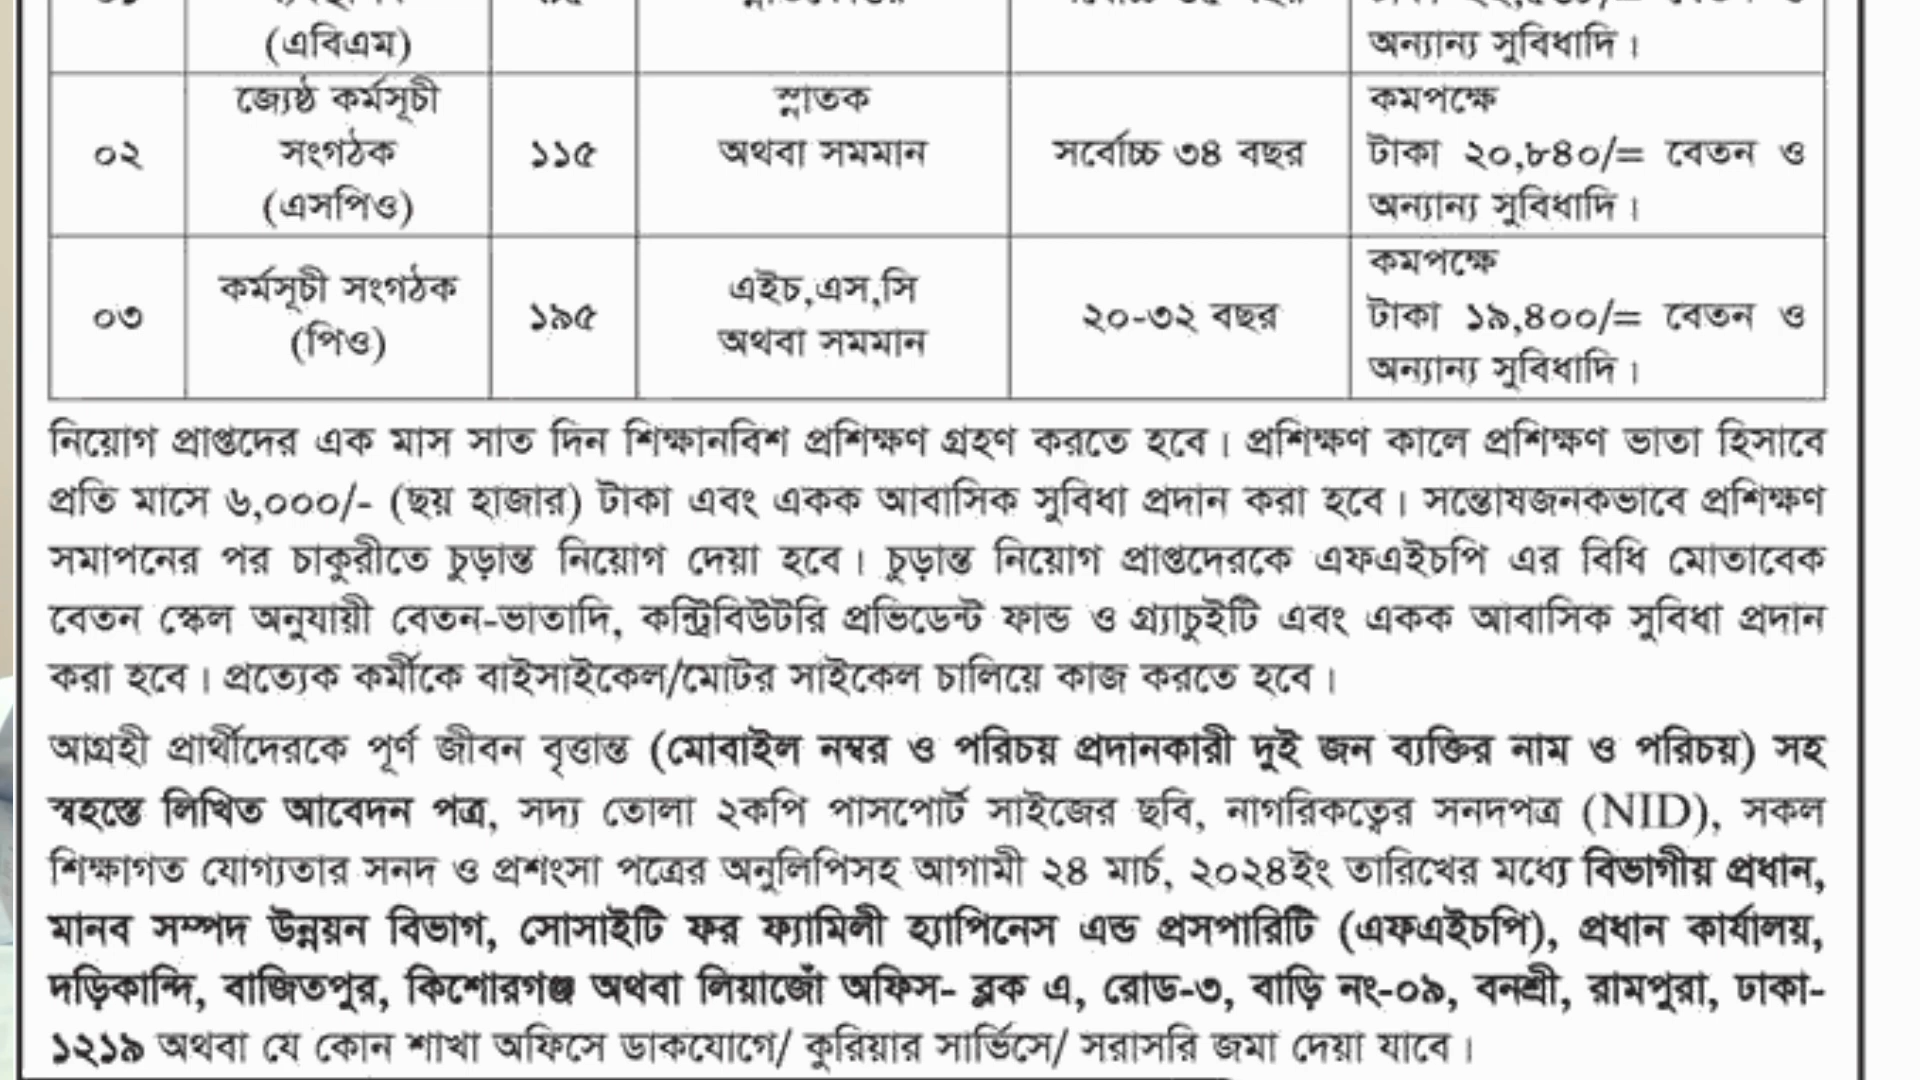 (এবিএম)
অন্যান্য সুবিধাদি।
০২
জ্যেষ্ঠ কর্মসূচী
সংগঠক
(এসপিও)
১১৫
স্নাতক
অথবা সমমান
সর্বোচ্চ ৩৪ বছর
কমপক্ষে
টাকা ২০,৮৪০/= বেতন ও
অন্যান্য সুবিধাদি।
০৩
কর্মসূচী সংগঠক
(পিও)
১৯৫
এইচ,এস,সি
অথবা সমমান
২০-৩২ বছর
কমপক্ষে
টাকা ১৯,৪০০/= বেতন ও
অন্যান্য সুবিধাদি।
নিয়োগ প্রাপ্তদের এক মাস সাত দিন শিক্ষানবিশ প্রশিক্ষণ গ্রহণ করতে হবে। প্রশিক্ষণ কালে প্রশিক্ষণ ভাতা হিসাবে
প্রতি মাসে ৬,০০০/- (ছয় হাজার) টাকা এবং একক আবাসিক সুবিধা প্রদান করা হবে। সন্তোষজনকভাবে প্রশিক্ষণ
সমাপনের পর চাকুরীতে চুড়ান্ত নিয়োগ দেয়া হবে। চুড়ান্ত নিয়োগ প্রাপ্তদেরকে এফএইচপি এর বিধি মোতাবেক
বেতন স্কেল অনুযায়ী বেতন-ভাতাদি, কন্ট্রিবিউটরি প্রভিডেন্ট ফান্ড ও গ্র্যাচুইটি এবং একক আবাসিক সুবিধা প্রদান
করা হবে। প্রত্যেক কর্মীকে বাইসাইকেল/মোটর সাইকেল চালিয়ে কাজ করতে হবে।
আগ্রহী প্রার্থীদেরকে পূর্ণ জীবন বৃত্তান্ত (মোবাইল নম্বর ও পরিচয় প্রদানকারী দুই জন ব্যক্তির নাম ও পরিচয়) সহ
স্বহস্তে লিখিত আবেদন পত্র, সদ্য তোলা ২কপি পাসপোর্ট সাইজের ছবি, নাগরিকত্বের সনদপত্র (NID), সকল
শিক্ষাগত যোগ্যতার সনদ ও প্রশংসা পত্রের অনুলিপিসহ আগামী ২৪ মার্চ, ২০২৪ইং তারিখের মধ্যে বিভাগীয় প্রধান,
মানব সম্পদ উন্নয়ন বিভাগ, সোসাইটি ফর ফ্যামিলী হ্যাপিনেস এন্ড প্রসপারিটি (এফএইচপি), প্রধান কার্যালয়,
দড়িকান্দি, বাজিতপুর, কিশোরগঞ্জ অথবা লিয়াজোঁ অফিস- ব্লক এ, রোড-৩, বাড়ি নং-০৯, বনশ্রী, রামপুরা, ঢাকা-
১২১৯ অথবা যে কোন শাখা অফিসে ডাকযোগে/ কুরিয়ার সার্ভিসে/ সরাসরি জমা দেয়া যাবে।